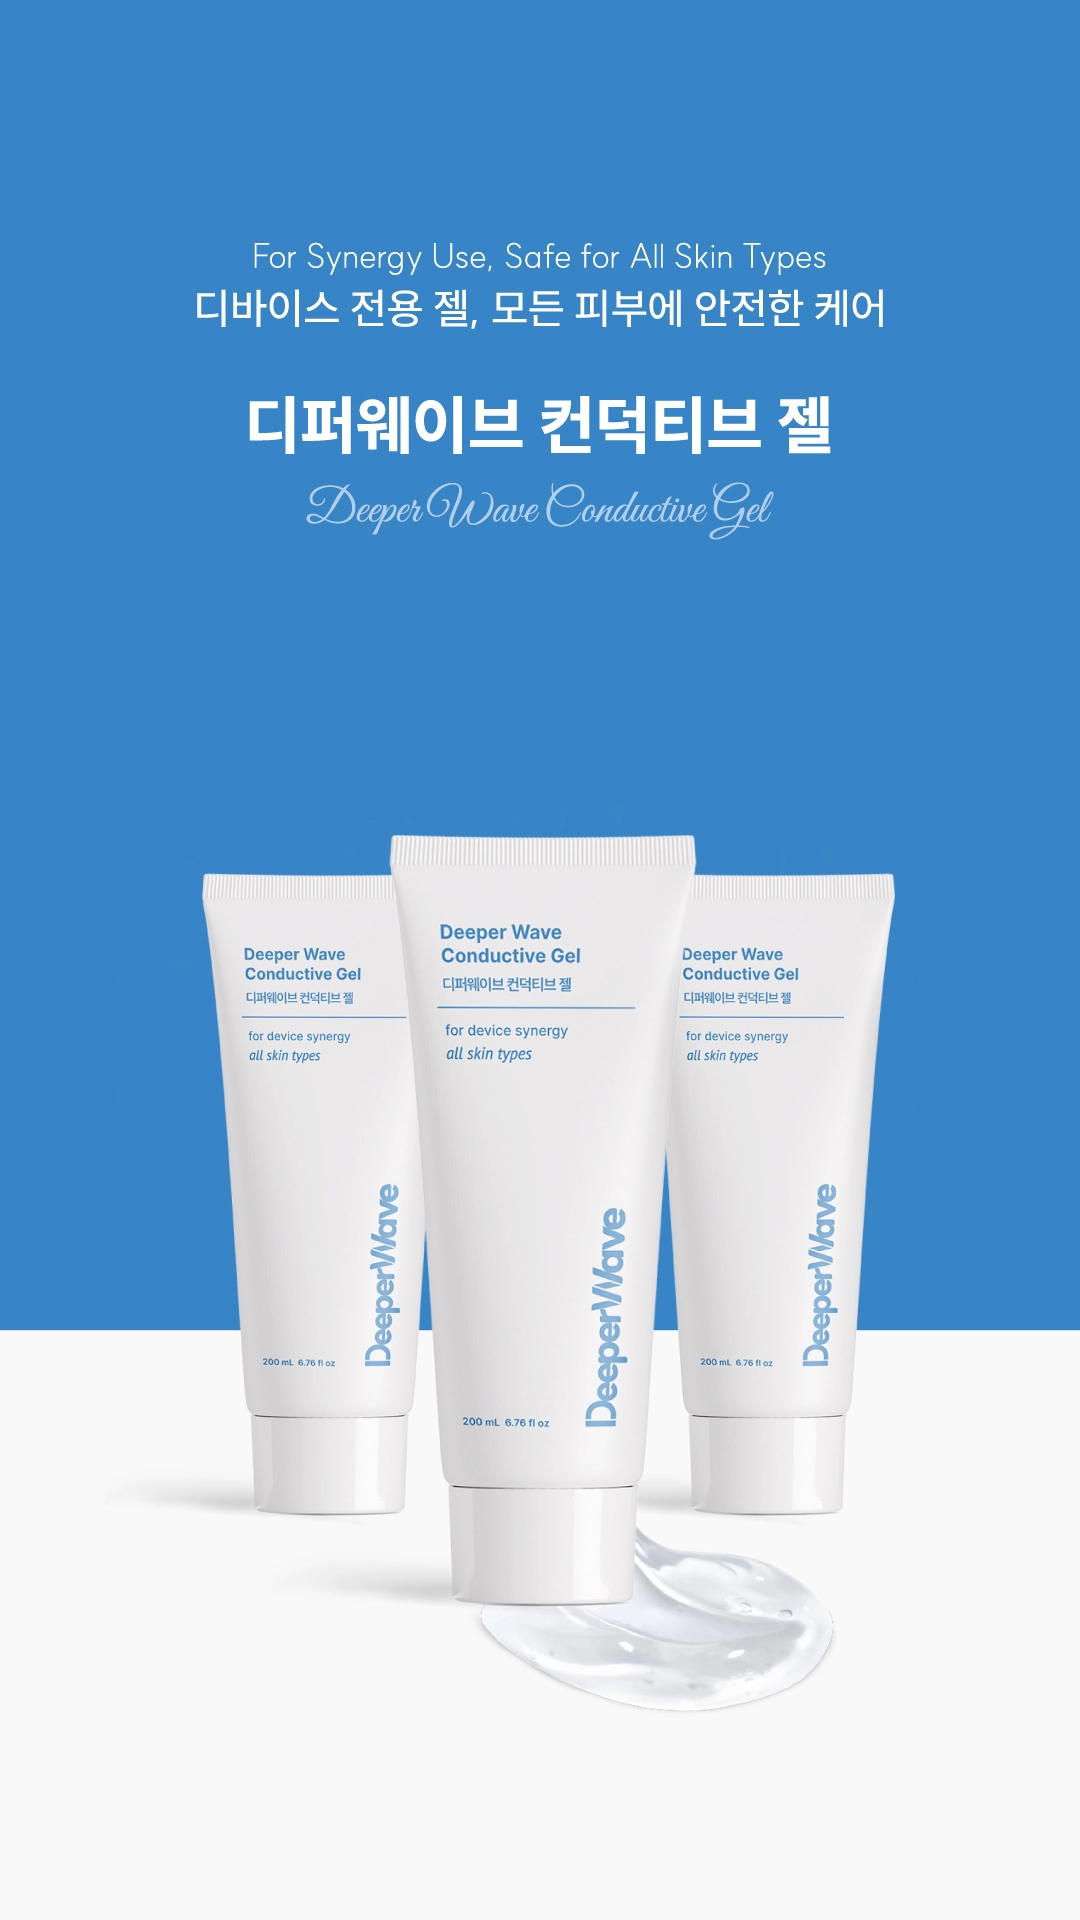 For Synergy Use, Safe for All Skin Types
디바이스 전용 젤, 모든 피부에 안전한 케어
디퍼웨이브 컨덕티브 젤
Deeper Wave Conductive Gel
Deeper Wave
Conductive Gel
디퍼웨이브 컨덕티브 젤
for device synergy
all skin types
DeeperWave
200 mL 6.76 fl oz
Deeper Wave
Conductive Gel
디퍼웨이브 컨덕티브 젤
for device synergy
all skin types
DeeperWave
200 mL 6.76 fl oz
Deeper Wave
Conductive Gel
디퍼웨이브 컨덕티브 젤
for device synergy
all skin types
DeeperWave
200 mL 6.76 fl oz